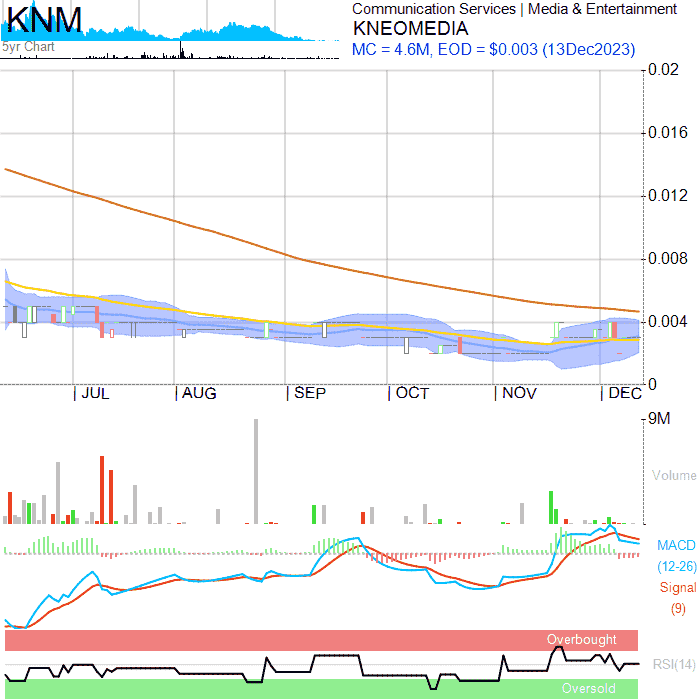 KNM
5yr Chart
Communication Services | Media & Entertainment
KNEOMEDIA
MC = 4.6M, EOD = $0.003 (13Dec2023)
0.02
0.016
0.012
0.008
0.004
0
| JUL | AUG | SEP | OCT | NOV | DEC
9M
Volume
MACD
(12-26)
Signal
(9)
Overbought
RSI(14)
Oversold